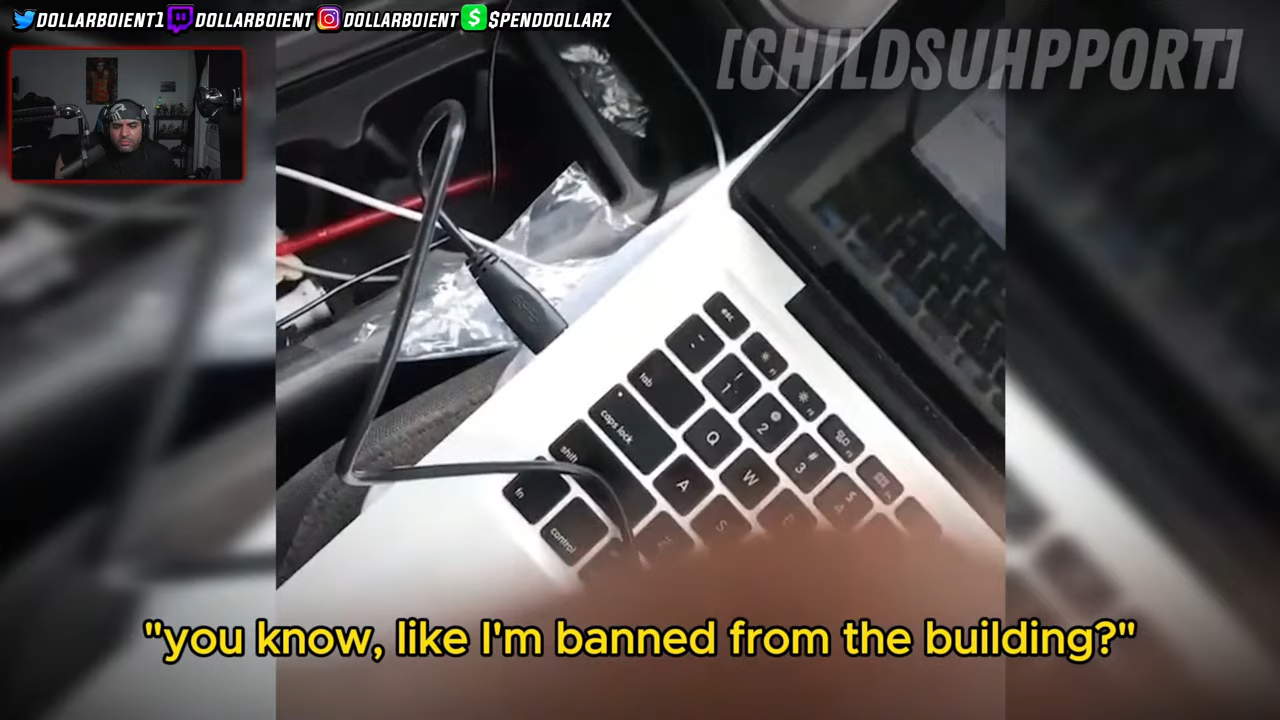 DOLLARBOIENT1 DOLLARBOIENT DOLLARBOIENT $ $PENDDOLLARZ
[CHILDSUHPPORT]
esc
~
tab
! 1
caps lock
Q
@ 2
shift
A
W
# 3
fn
S
$ 4
control
Z
"you know, like I'm banned from the building?"